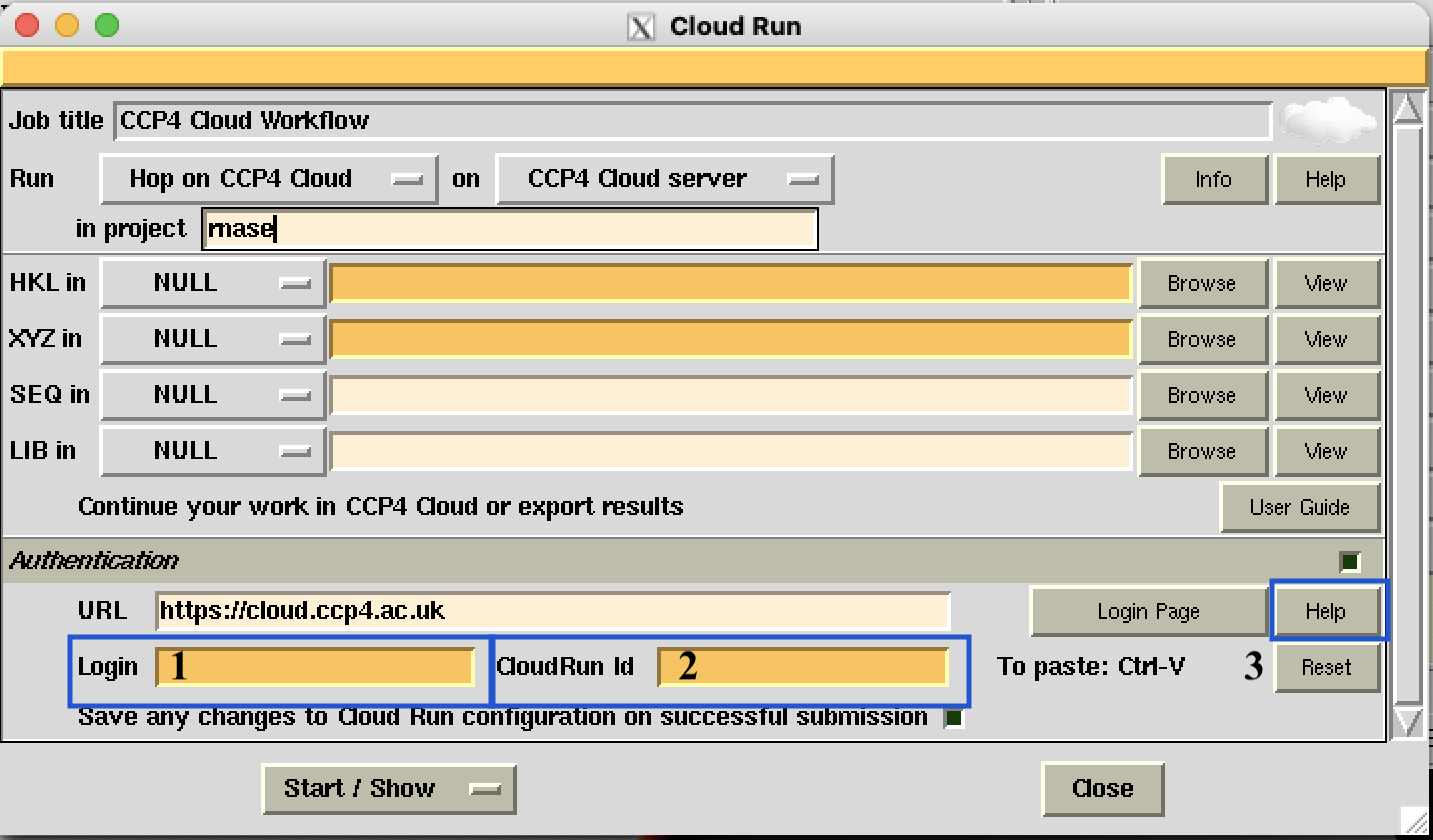 Cloud Run
Job title CCP4 Cloud Workflow
Run Hop on CCP4 Cloud on CCP4 Cloud server Info Help
in project rnase
HKL in NULL Browse View
XYZ in NULL Browse View
SEQ in NULL Browse View
LIB in NULL Browse View
Continue your work in CCP4 Cloud or export results User Guide
Authentication
URL https://cloud.ccp4.ac.uk Login Page Help
Login 1 CloudRun Id 2 To paste: Ctrl-V 3 Reset
Save any changes to Cloud Run configuration on successful submission
Start / Show Close